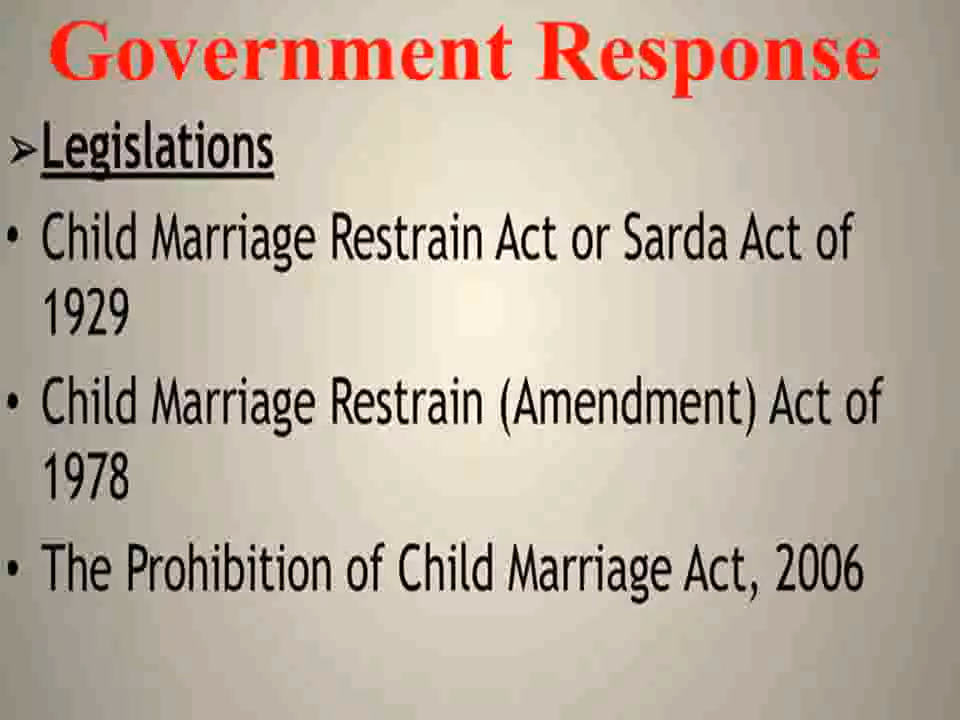 Government Response
➢Legislations
• Child Marriage Restrain Act or Sarda Act of
1929
• Child Marriage Restrain (Amendment) Act of
1978
• The Prohibition of Child Marriage Act, 2006